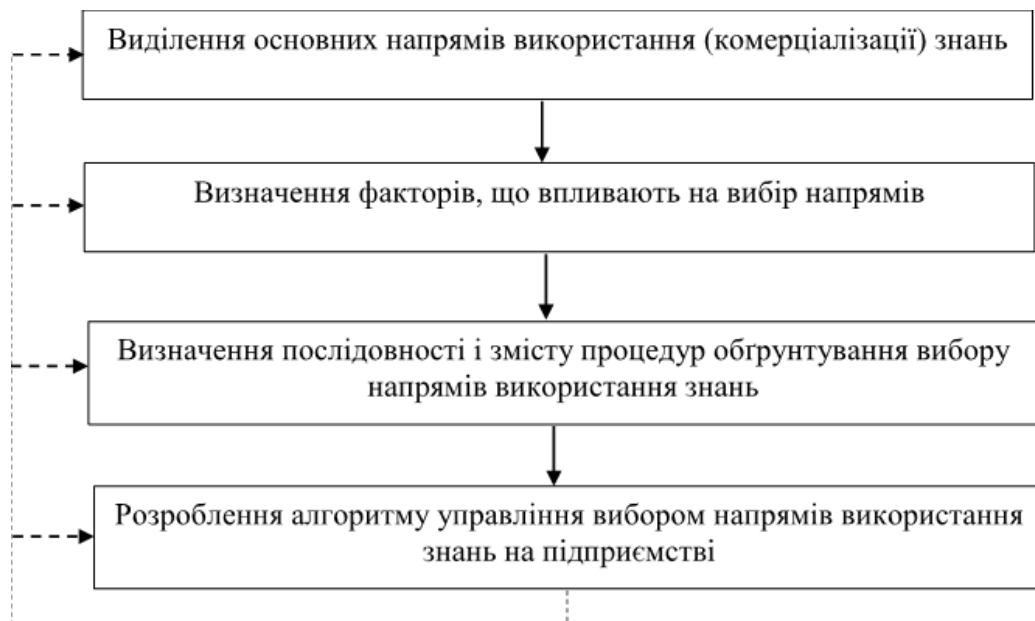 Виділення основних напрямів використання (комерціалізації) знань
Визначення факторів, що впливають на вибір напрямів
Визначення послідовності і змісту процедур обґрунтування вибору
напрямів використання знань
Розроблення алгоритму управління вибором напрямів використання
знань на підприємстві